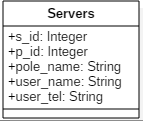 Servers
+s_id: Integer
+p_id: Integer
+pole_name: String
+user_name: String
+user_tel: String